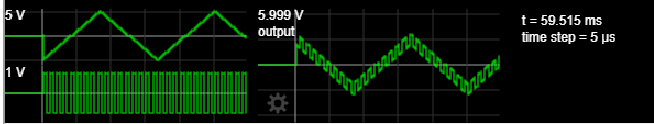 5 V
1 V
5.999 V
output
t = 59.515 ms
time step = 5 µs